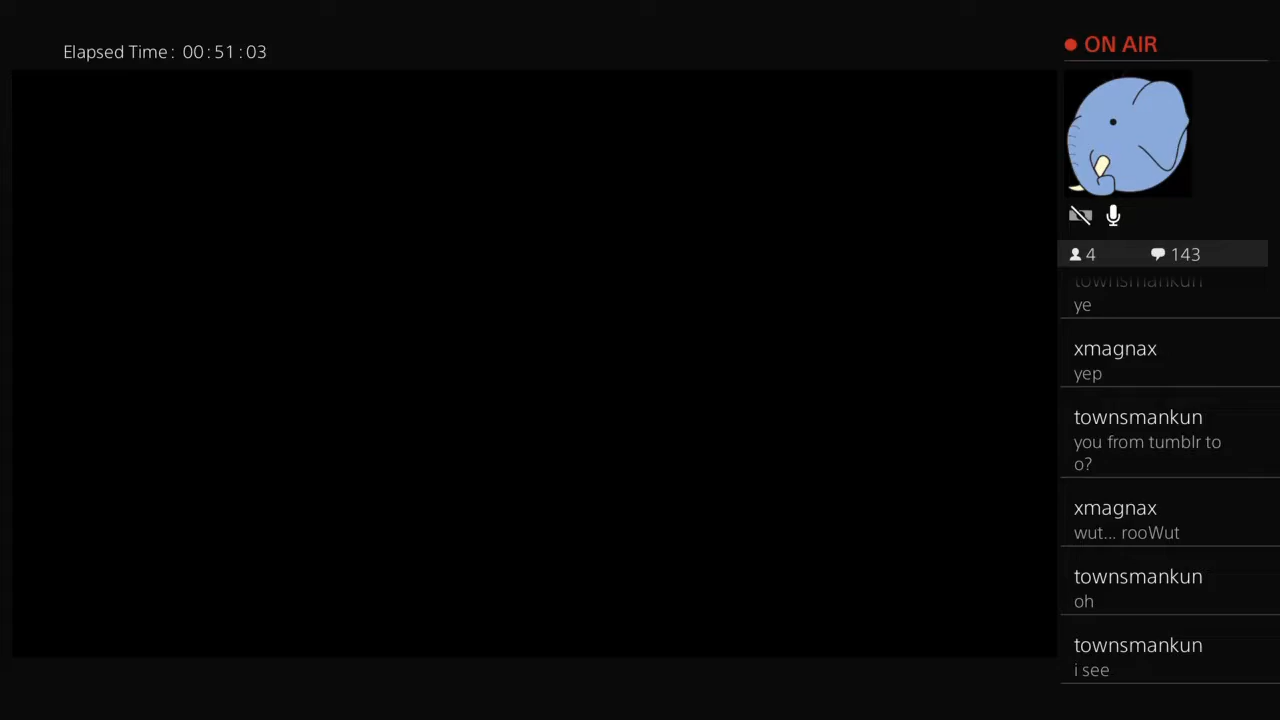 Elapsed Time: 00:51:03
ON AIR
4
143
townsmankun
ye
xmagnax
yep
townsmankun
you from tumblr to
o?
xmagnax
wut... rooWut
townsmankun
oh
townsmankun
i see